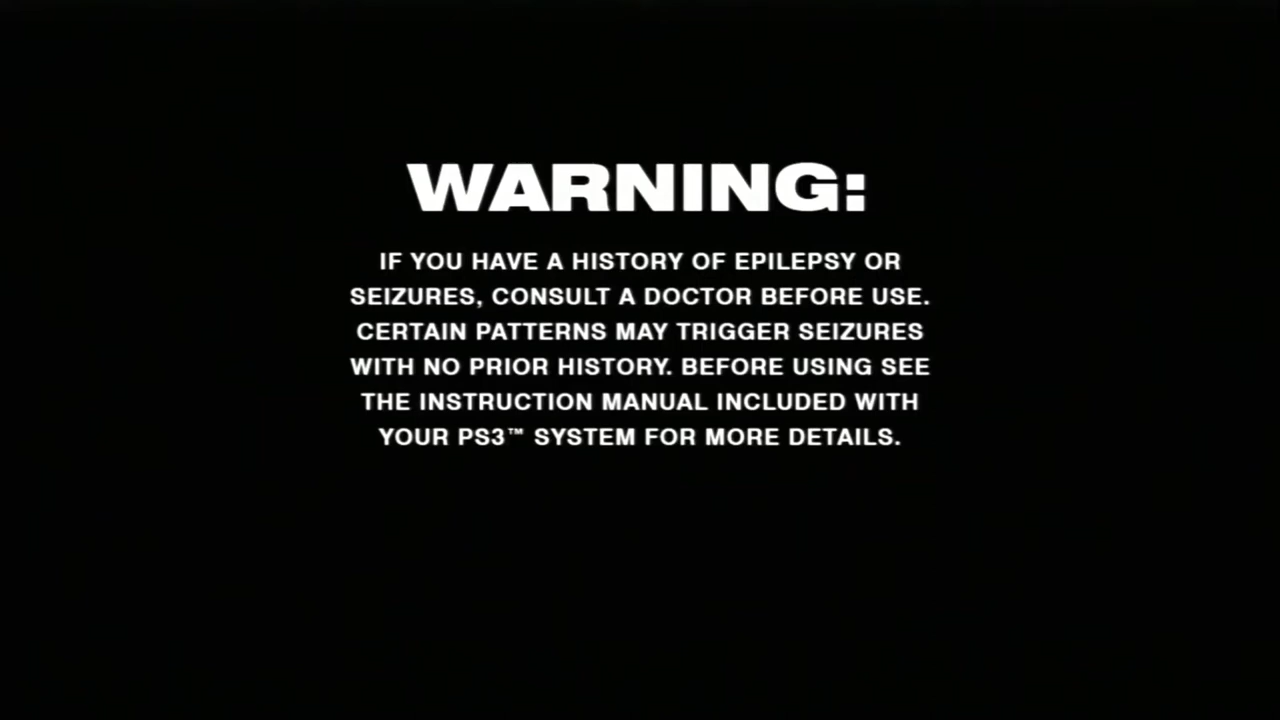 WARNING:
IF YOU HAVE A HISTORY OF EPILEPSY OR
SEIZURES, CONSULT A DOCTOR BEFORE USE.
CERTAIN PATTERNS MAY TRIGGER SEIZURES
WITH NO PRIOR HISTORY. BEFORE USING SEE
THE INSTRUCTION MANUAL INCLUDED WITH
YOUR PS3™ SYSTEM FOR MORE DETAILS.